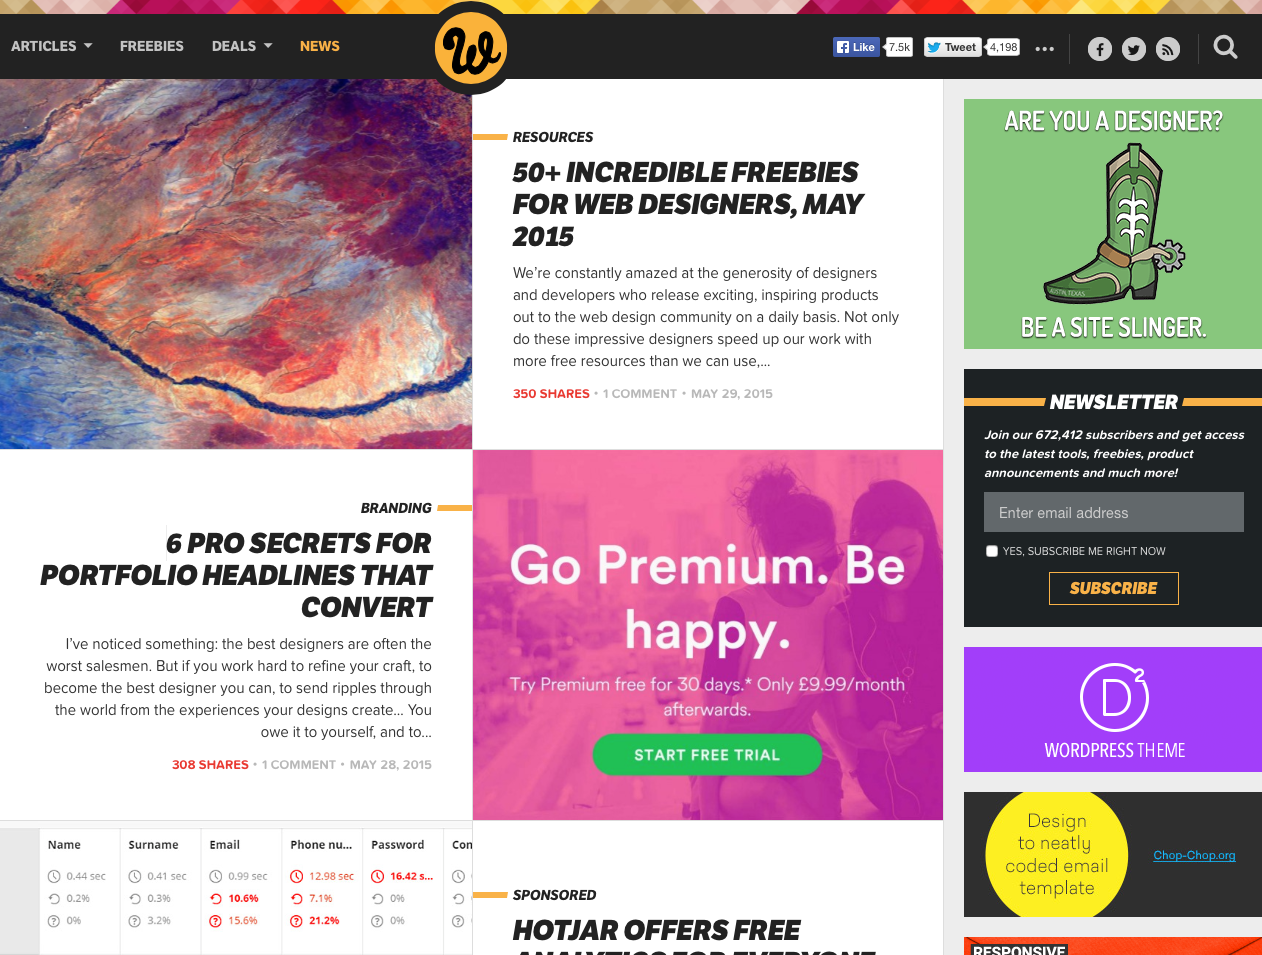 ARTICLES
FREEBIES
DEALS
NEWS
W
Like
7.5k
Tweet
4,198
RESOURCES
50+ INCREDIBLE FREEBIES
FOR WEB DESIGNERS, MAY
2015
We're constantly amazed at the generosity of designers
and developers who release exciting, inspiring products
out to the web design community on a daily basis. Not only
do these impressive designers speed up our work with
more free resources than we can use,...
350 SHARES • 1 COMMENT • MAY 29, 2015
BRANDING
6 PRO SECRETS FOR
PORTFOLIO HEADLINES THAT
CONVERT
I've noticed something: the best designers are often the
worst salesmen. But if you work hard to refine your craft, to
become the best designer you can, to send ripples through
the world from the experiences your designs create... You
owe it to yourself, and to...
308 SHARES • 1 COMMENT • MAY 28, 2015
Go Premium. Be
happy.
Try Premium free for 30 days.* Only £9.99/month
afterwards.
START FREE TRIAL
Name Surname Email Phone nu... Password Con
0.44 sec 0.41 sec 0.99 sec 12.98 sec 16.42 s...
0.2% 0.3% 10.6% 7.1% 0%
0% 3.2% 15.6% 21.2% 0%
SPONSORED
HOTJAR OFFERS FREE
ANALYTICS FOR EVERYONE
ARE YOU A DESIGNER?
AUSTIN, TEXAS
BE A SITE SLINGER.
NEWSLETTER
Join our 672,412 subscribers and get access
to the latest tools, freebies, product
announcements and much more!
Enter email address
YES, SUBSCRIBE ME RIGHT NOW
SUBSCRIBE
D2
WORDPRESS THEME
Design
to neatly
coded email
template
Chop-Chop.org
RESPONSIVE